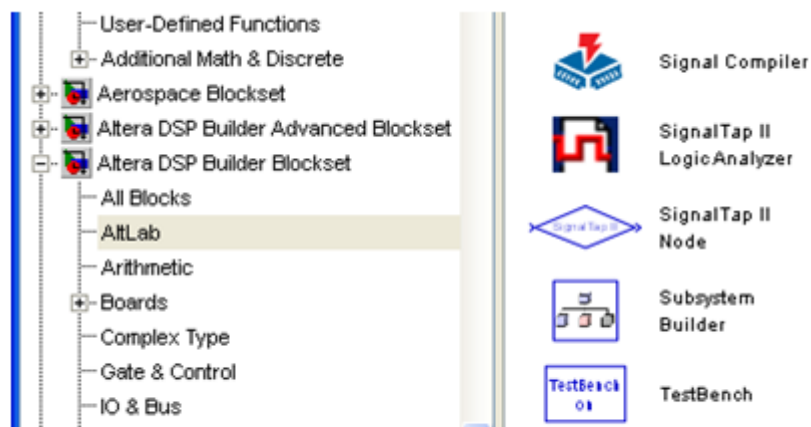 User-Defined Functions
Additional Math & Discrete
Aerospace Blockset
Altera DSP Builder Advanced Blockset
Altera DSP Builder Blockset
All Blocks
AltLab
Arithmetic
Boards
Complex Type
Gate & Control
IO & Bus
Signal Compiler
SignalTap II
Logic Analyzer
SignalTap II
SignalTap II
Node
Subsystem
Builder
TestBench
On
TestBench